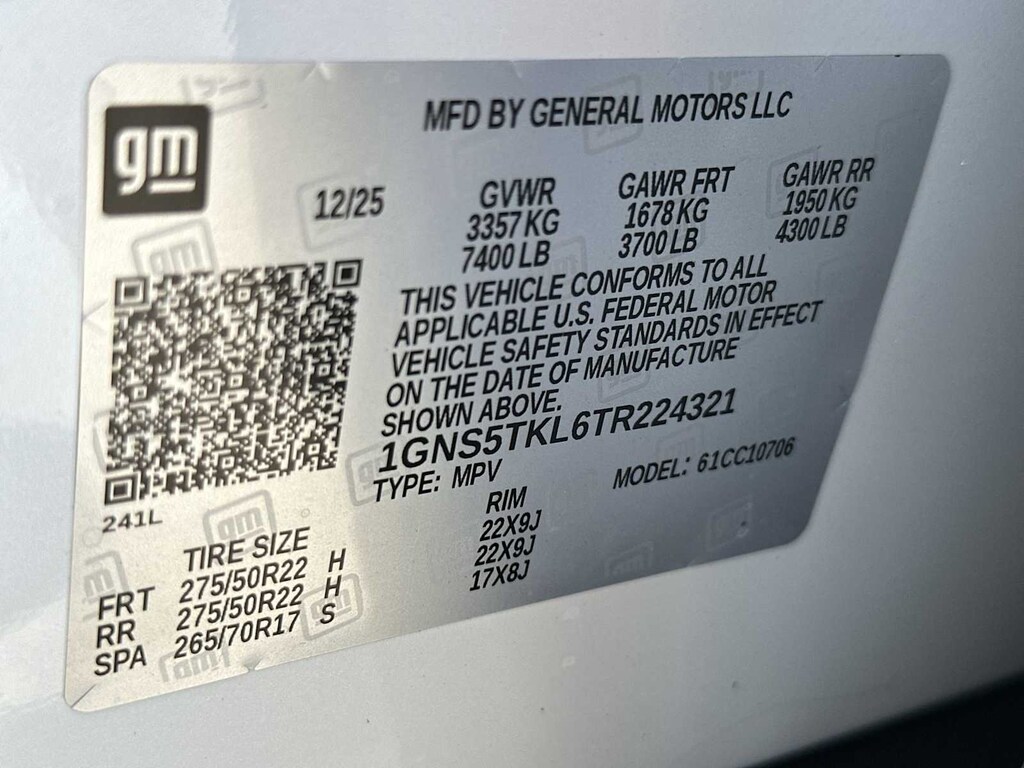 gm
MFD BY GENERAL MOTORS LLC
12/25
GVWR GAWR FRT GAWR RR
3357 KG 1678 KG 1950 KG
7400 LB 3700 LB 4300 LB
THIS VEHICLE CONFORMS TO ALL
APPLICABLE U.S. FEDERAL MOTOR
VEHICLE SAFETY STANDARDS IN EFFECT
ON THE DATE OF MANUFACTURE
SHOWN ABOVE.
1GNS5TKL6TR224321
TYPE: MPV MODEL: 61CC10706
241L
TIRE SIZE RIM
FRT 275/50R22 H 22X9J
RR 275/50R22 H 22X9J
SPA 265/70R17 S 17X8J